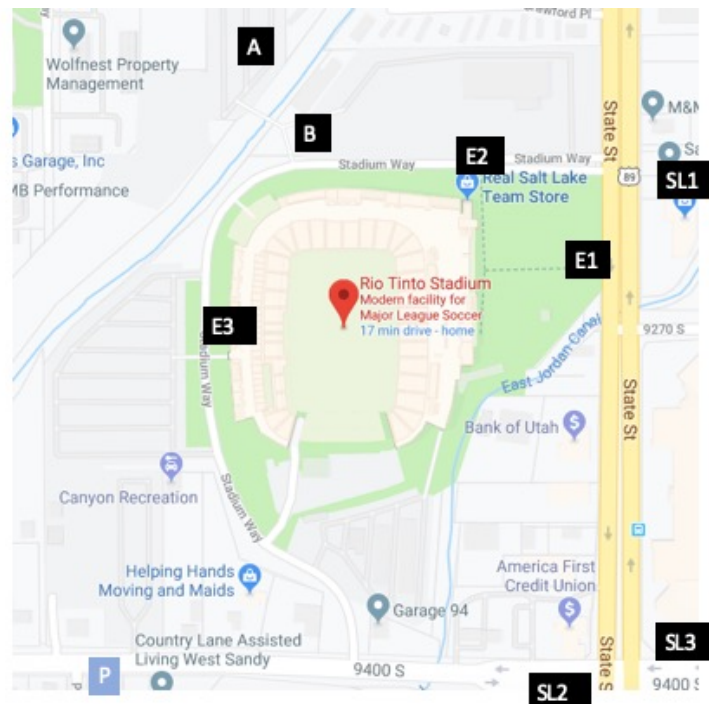 A
Wolfnest Property
Management
B
State St
M&M
s Garage, Inc
MB Performance
Stadium Way
E2
Stadium Way
Sa
89
SL1
Real Salt Lake
Team Store
E1
Rio Tinto Stadium
Modern facility for
Major League Soccer
17 min drive - home
E3
Stadium Way
East Jordan Canal
9270 S
State St
Bank of Utah
Canyon Recreation
Stadium Way
Helping Hands
Moving and Maids
America First
Credit Union
Garage 94
SL3
Country Lane Assisted
Living West Sandy
P
9400 S
State S
SL2
9400 S